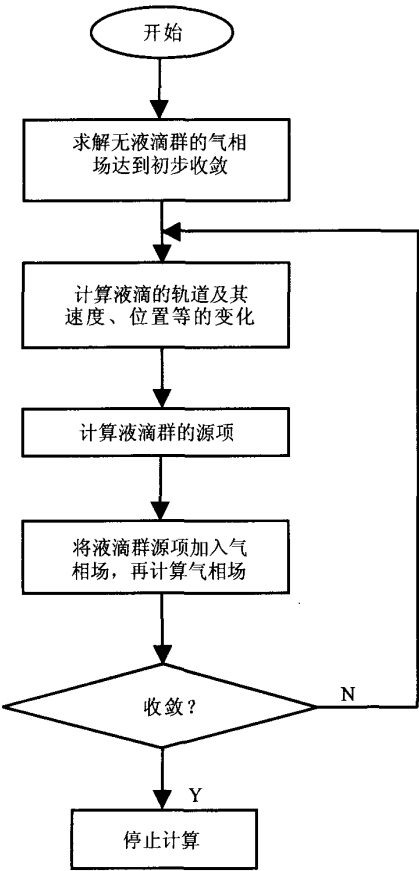 开始
求解无液滴群的气相
场达到初步收敛
计算液滴的轨道及其
速度、位置等的变化
计算液滴群的源项
将液滴群源项加入气
相场，再计算气相场
收敛？
N
Y
停止计算